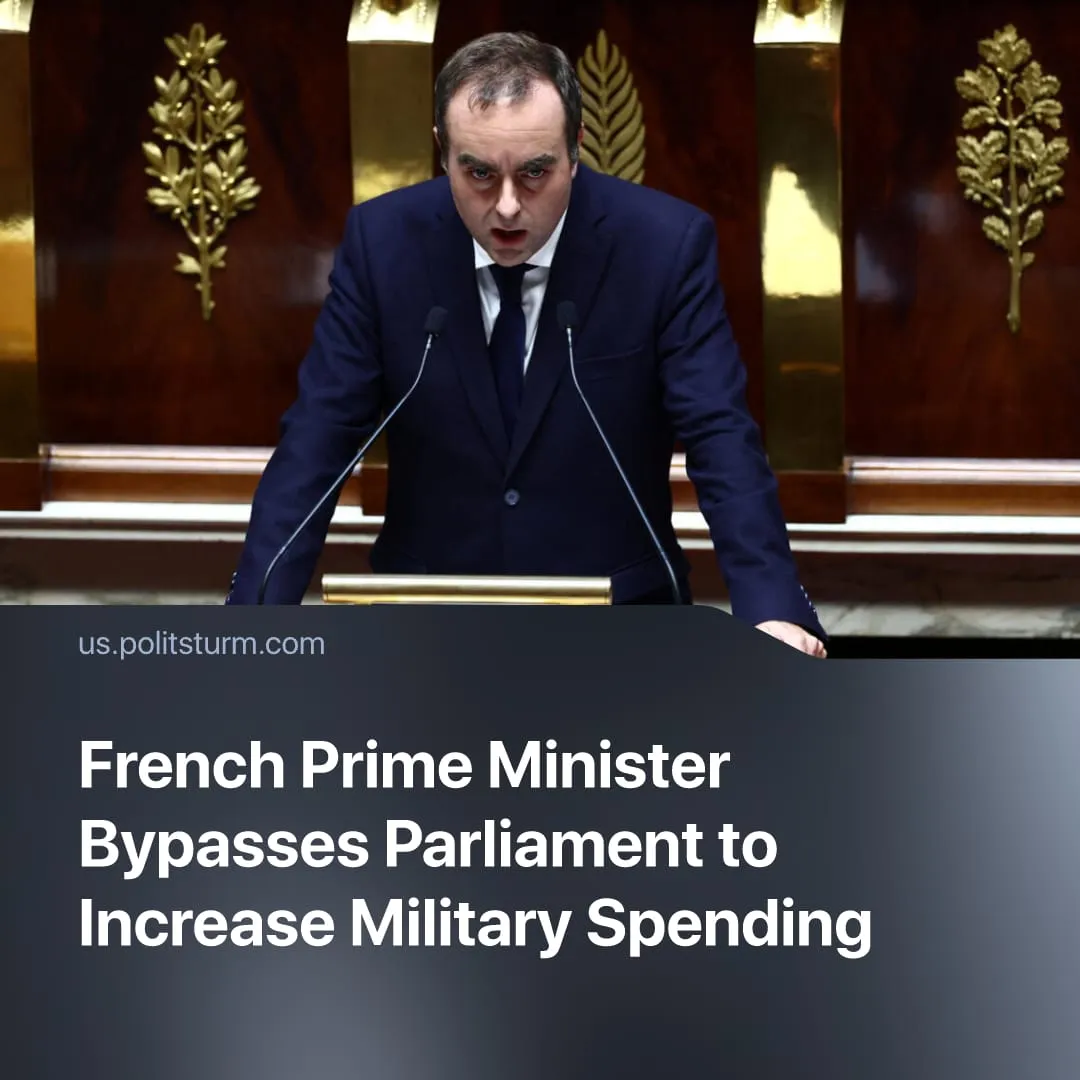 us.politsturm.com
French Prime Minister
Bypasses Parliament to
Increase Military Spending